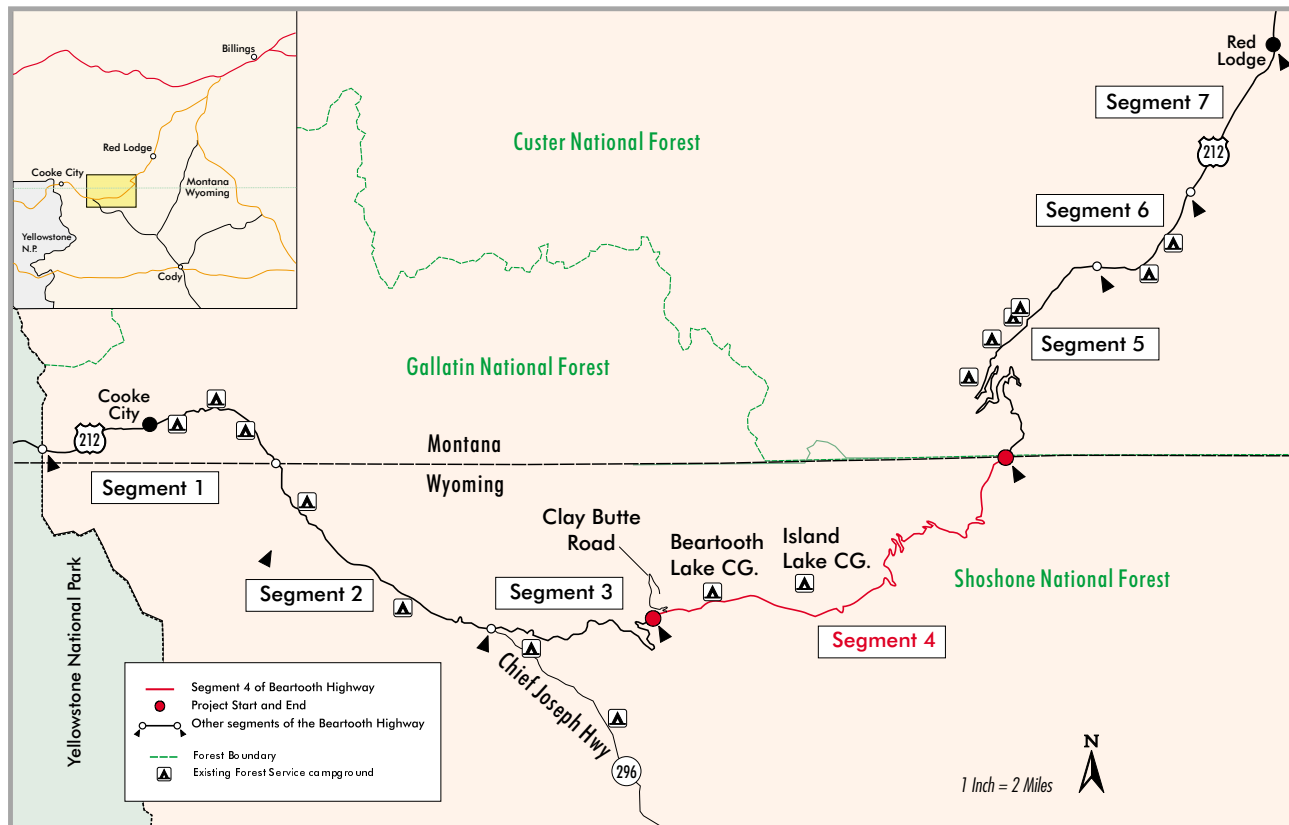 Billings
Red Lodge
Cooke City
Montana
Wyoming
Yellowstone
N.P.
Cody
Red
Lodge
Segment 7
212
Custer National Forest
Segment 6
Segment 5
Gallatin National Forest
Cooke
City
212
Montana
Wyoming
Segment 1
Clay Butte
Road
Beartooth
Lake CG.
Island
Lake CG.
Shoshone National Forest
Segment 2
Segment 3
Segment 4
Yellowstone National Park
Chief Joseph Hwy
296
Segment 4 of Beartooth Highway
Project Start and End
Other segments of the Beartooth Highway
Forest Boundary
Existing Forest Service campground
N
1 Inch = 2 Miles